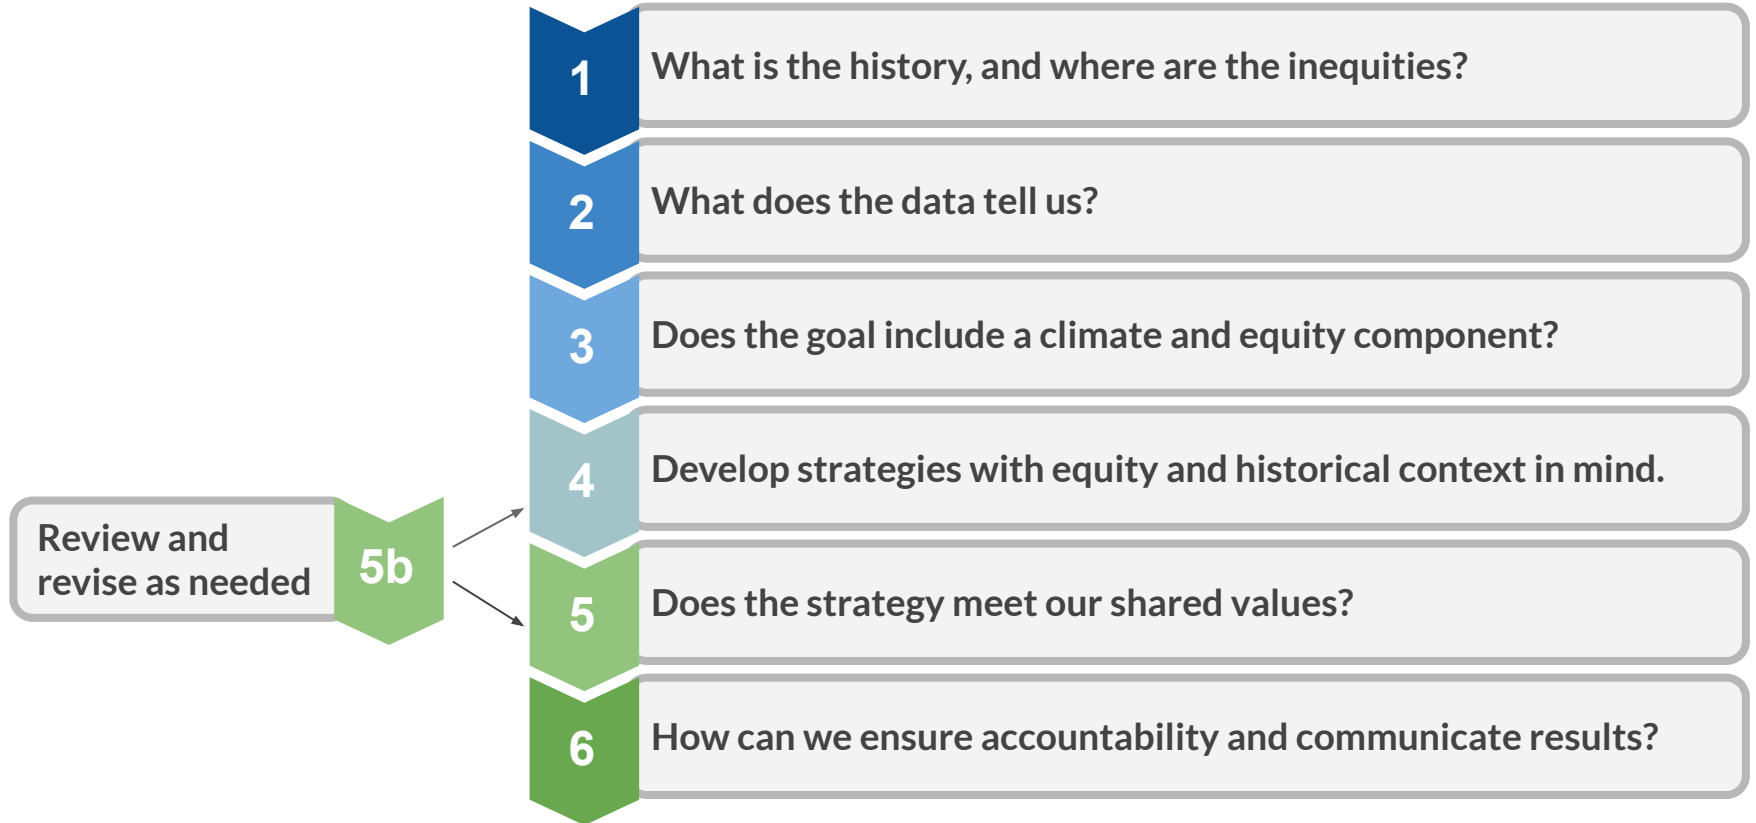 1
What is the history, and where are the inequities?
2
What does the data tell us?
3
Does the goal include a climate and equity component?
4
Develop strategies with equity and historical context in mind.
Review and
revise as needed
5b
5
Does the strategy meet our shared values?
6
How can we ensure accountability and communicate results?